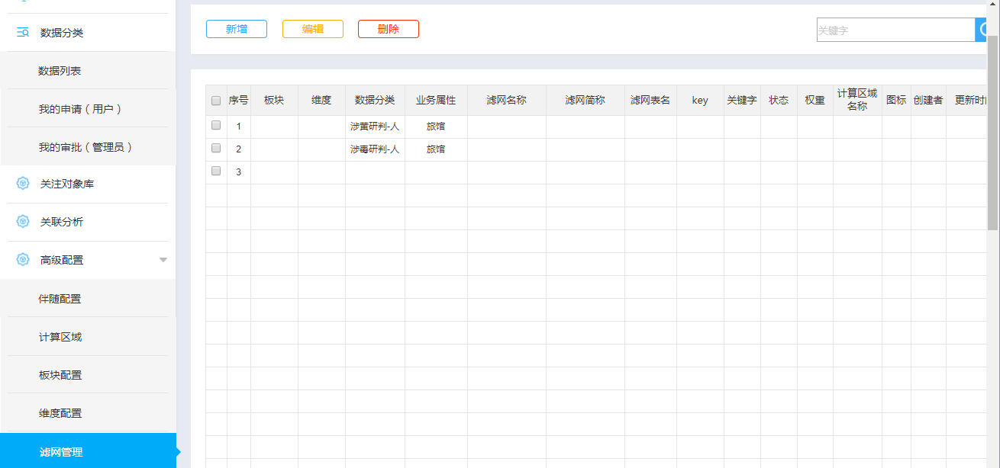 数据分类
数据列表
我的申请（用户）
我的审批（管理员）
关注对象库
关联分析
高级配置
伴随配置
计算区域
板块配置
维度配置
滤网管理
新增 编辑 删除
关键字
序号 板块 维度 数据分类 业务属性 滤网名称 滤网简称 滤网表名 key 关键字 状态 权重 计算区域名称 图标 创建者 更新时
1 涉黄研判-人 旅馆
2 涉毒研判-人 旅馆
3